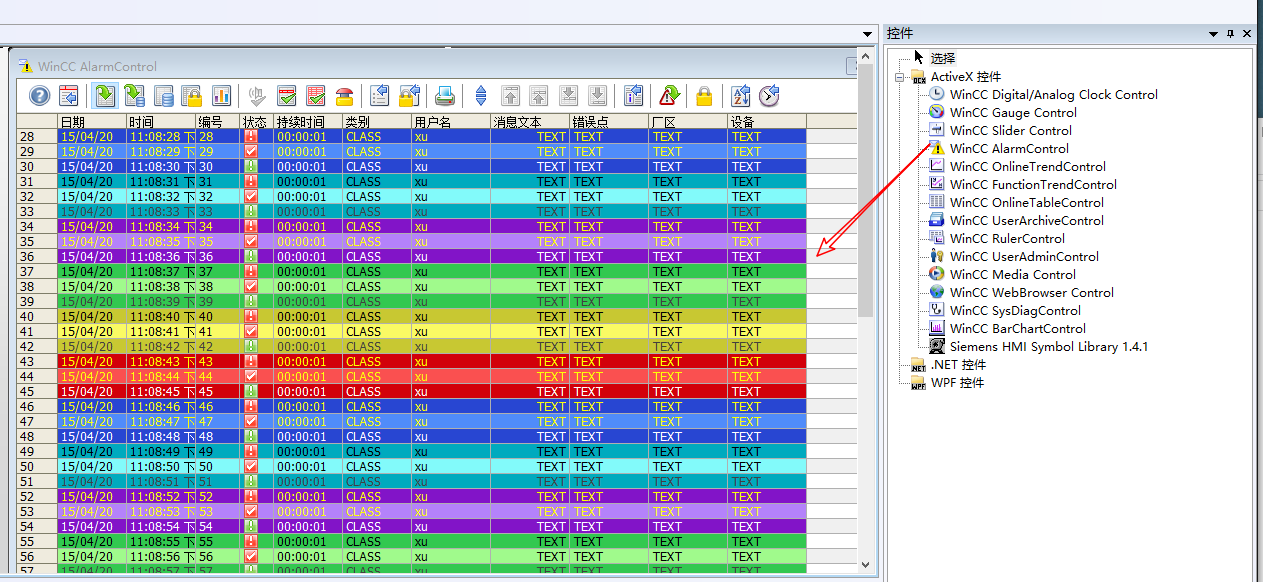 WinCC AlarmControl
日期 时间 编号 状态 持续时间 类别 用户名 消息文本 错误点 厂区 设备
28 15/04/20 11:08:28 下 28 00:00:01 CLASS xu TEXT TEXT TEXT TEXT
29 15/04/20 11:08:29 下 29 00:00:01 CLASS xu TEXT TEXT TEXT TEXT
30 15/04/20 11:08:30 下 30 00:00:01 CLASS xu TEXT TEXT TEXT TEXT
31 15/04/20 11:08:31 下 31 00:00:01 CLASS xu TEXT TEXT TEXT TEXT
32 15/04/20 11:08:32 下 32 00:00:01 CLASS xu TEXT TEXT TEXT TEXT
33 15/04/20 11:08:33 下 33 00:00:01 CLASS xu TEXT TEXT TEXT TEXT
34 15/04/20 11:08:34 下 34 00:00:01 CLASS xu TEXT TEXT TEXT TEXT
35 15/04/20 11:08:35 下 35 00:00:01 CLASS xu TEXT TEXT TEXT TEXT
36 15/04/20 11:08:36 下 36 00:00:01 CLASS xu TEXT TEXT TEXT TEXT
37 15/04/20 11:08:37 下 37 00:00:01 CLASS xu TEXT TEXT TEXT TEXT
38 15/04/20 11:08:38 下 38 00:00:01 CLASS xu TEXT TEXT TEXT TEXT
39 15/04/20 11:08:39 下 39 00:00:01 CLASS xu TEXT TEXT TEXT TEXT
40 15/04/20 11:08:40 下 40 00:00:01 CLASS xu TEXT TEXT TEXT TEXT
41 15/04/20 11:08:41 下 41 00:00:01 CLASS xu TEXT TEXT TEXT TEXT
42 15/04/20 11:08:42 下 42 00:00:01 CLASS xu TEXT TEXT TEXT TEXT
43 15/04/20 11:08:43 下 43 00:00:01 CLASS xu TEXT TEXT TEXT TEXT
44 15/04/20 11:08:44 下 44 00:00:01 CLASS xu TEXT TEXT TEXT TEXT
45 15/04/20 11:08:45 下 45 00:00:01 CLASS xu TEXT TEXT TEXT TEXT
46 15/04/20 11:08:46 下 46 00:00:01 CLASS xu TEXT TEXT TEXT TEXT
47 15/04/20 11:08:47 下 47 00:00:01 CLASS xu TEXT TEXT TEXT TEXT
48 15/04/20 11:08:48 下 48 00:00:01 CLASS xu TEXT TEXT TEXT TEXT
49 15/04/20 11:08:49 下 49 00:00:01 CLASS xu TEXT TEXT TEXT TEXT
50 15/04/20 11:08:50 下 50 00:00:01 CLASS xu TEXT TEXT TEXT TEXT
51 15/04/20 11:08:51 下 51 00:00:01 CLASS xu TEXT TEXT TEXT TEXT
52 15/04/20 11:08:52 下 52 00:00:01 CLASS xu TEXT TEXT TEXT TEXT
53 15/04/20 11:08:53 下 53 00:00:01 CLASS xu TEXT TEXT TEXT TEXT
54 15/04/20 11:08:54 下 54 00:00:01 CLASS xu TEXT TEXT TEXT TEXT
55 15/04/20 11:08:55 下 55 00:00:01 CLASS xu TEXT TEXT TEXT TEXT
56 15/04/20 11:08:56 下 56 00:00:01 CLASS xu TEXT TEXT TEXT TEXT
57 15/04/20 11:08:57 下 57 00:00:01 CLASS xu TEXT TEXT TEXT TEXT
控件
选择
ActiveX 控件
WinCC Digital/Analog Clock Control
WinCC Gauge Control
WinCC Slider Control
WinCC AlarmControl
WinCC OnlineTrendControl
WinCC FunctionTrendControl
WinCC OnlineTableControl
WinCC UserArchiveControl
WinCC RulerControl
WinCC UserAdminControl
WinCC Media Control
WinCC WebBrowser Control
WinCC SysDiagControl
WinCC BarChartControl
Siemens HMI Symbol Library 1.4.1
.NET 控件
WPF 控件